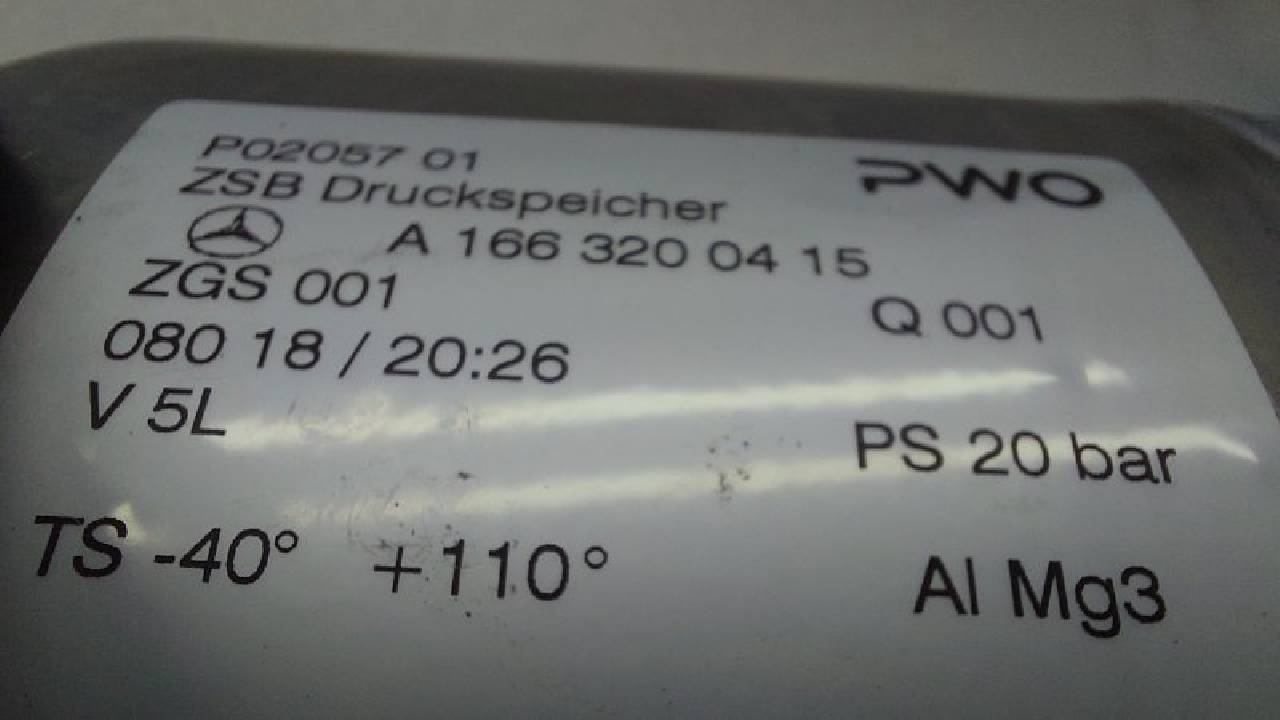 P02057 01
PWO
ZSB Druckspeicher
A 166 320 04 15
ZGS 001
Q 001
080 18 / 20:26
V 5L
PS 20 bar
TS -40° +110°
Al Mg3